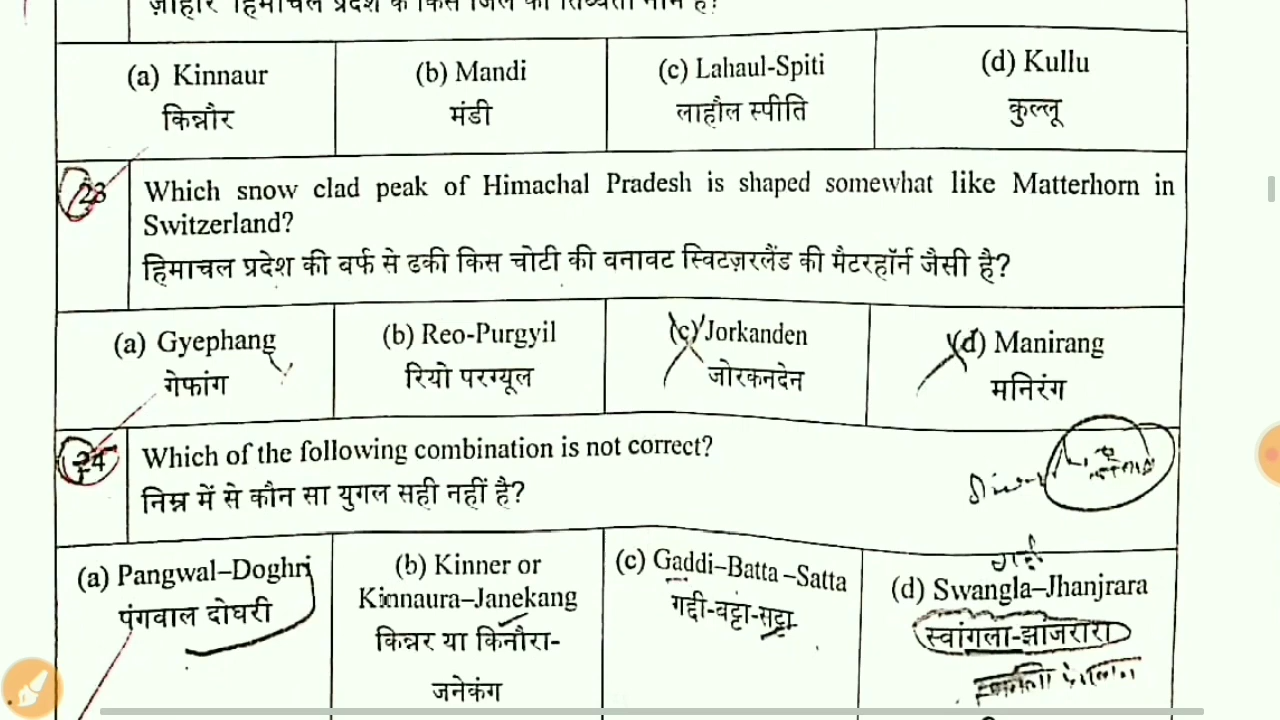 ज़ाहार हिमाचल प्रदेश के किस जिले का तिब्बती नाम है?
(a) Kinnaur
किन्नौर
(b) Mandi
मंडी
(c) Lahaul-Spiti
लाहौल स्पीति
(d) Kullu
कुल्लू
23
Which snow clad peak of Himachal Pradesh is shaped somewhat like Matterhorn in
Switzerland?
हिमाचल प्रदेश की बर्फ से ढकी किस चोटी की बनावट स्विटज़रलैंड की मैटरहॉर्न जैसी है?
(a) Gyephang
गेफांग
(b) Reo-Purgyil
रियो परग्यूल
(c) Jorkanden
जोरकनदेन
(d) Manirang
मनिरंग
24
Which of the following combination is not correct?
निम्न में से कौन सा युगल सही नहीं है?
(a) Pangwal–Doghri
पंगवाल दोघरी
(b) Kinner or
Kinnaura–Janekang
किन्नर या किनौरा-
जनेकंग
(c) Gaddi–Batta –Satta
गद्दी-बट्टा-सट्टा
(d) Swangla–Jhanjrara
स्वांगला-झाजरारा